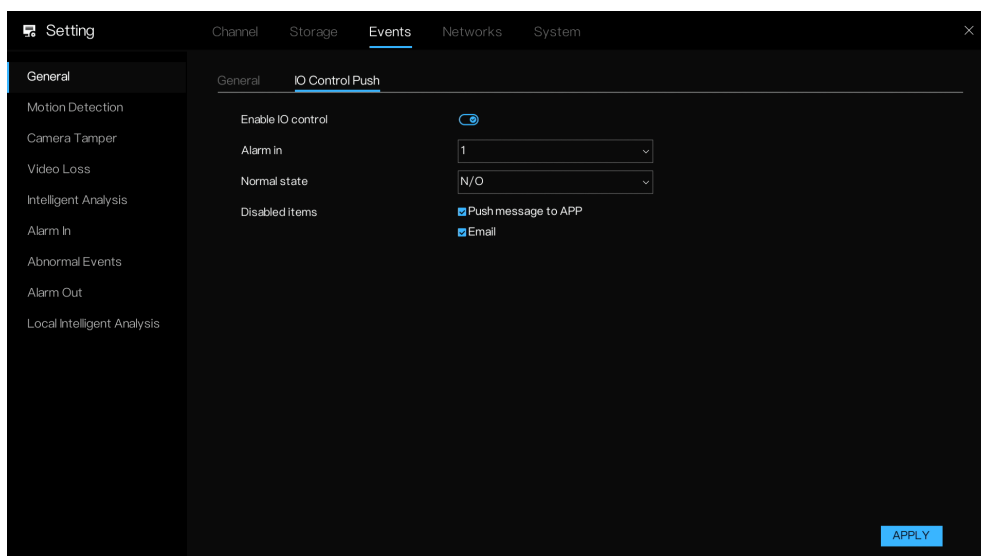 Setting
Channel Storage Events Networks System
General
Motion Detection
Camera Tamper
Video Loss
Intelligent Analysis
Alarm In
Abnormal Events
Alarm Out
Local Intelligent Analysis
General IO Control Push
Enable IO control
Alarm in 1
Normal state N/O
Disabled items Push message to APP
Email
APPLY